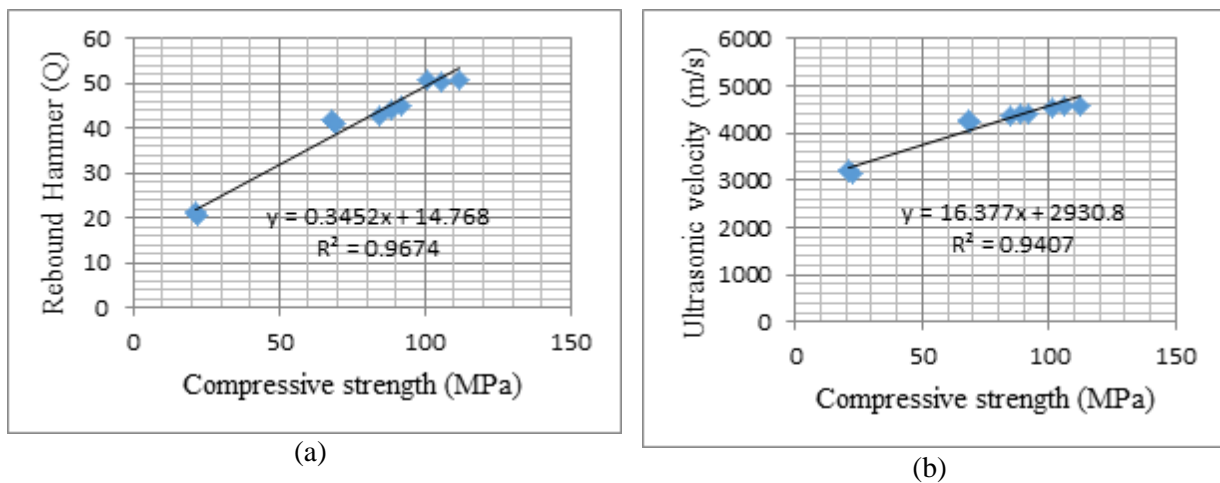 60
50
40
30
20
10
0
Rebound Hammer (Q)
y = 0.3452x + 14.768
R² = 0.9674
0 50 100 150
Compressive strength (MPa)
(a)
6000
5000
4000
3000
2000
1000
0
Ultrasonic velocity (m/s)
y = 16.377x + 2930.8
R² = 0.9407
0 50 100 150
Compressive strength (MPa)
(b)